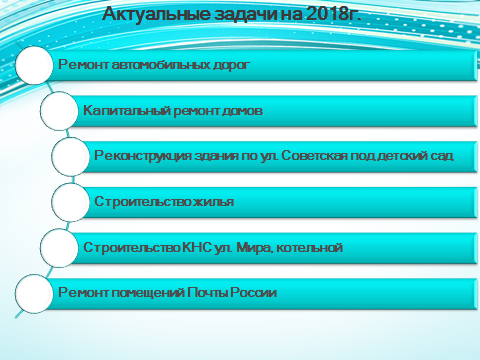 Актуальные задачи на 2018г.
Ремонт автомобильных дорог
Капитальный ремонт домов
Реконструкция здания по ул. Советская под детский сад
Строительство жилья
Строительство КНС ул. Мира, котельной
Ремонт помещений Почты России